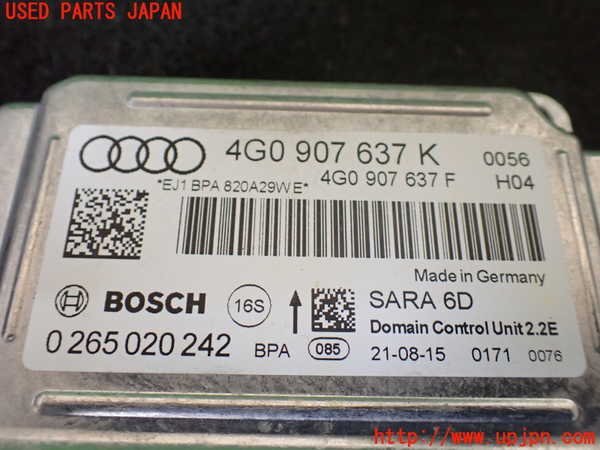 USED PARTS JAPAN
4G0 907 637 K 0056
*EJ1 BPA 820A29WE* 4G0 907 637 F H04
Made in Germany
BOSCH 16S SARA 6D
Domain Control Unit 2.2E
0 265 020 242 BPA 085 21-08-15 0171 0076
http://www.upjpn.com/